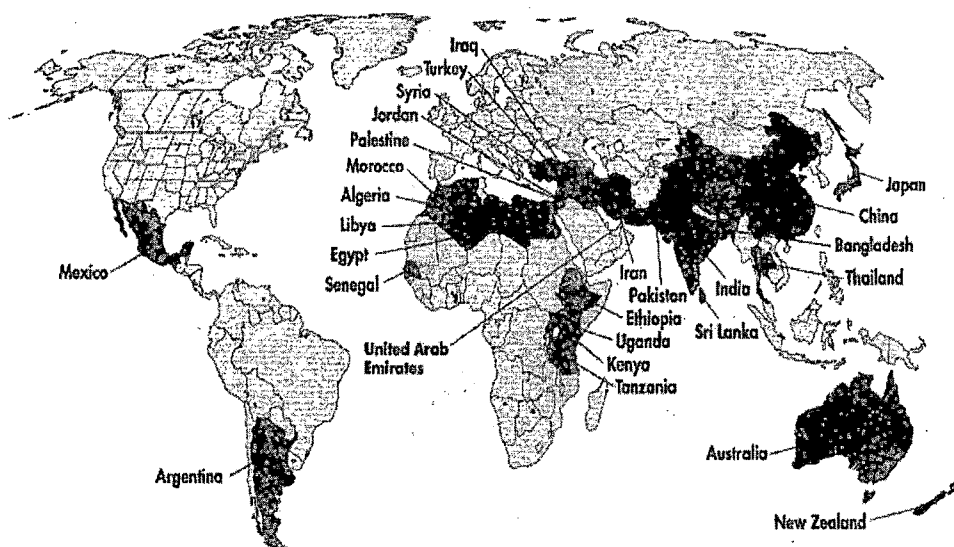 Iraq
Turkey
Syria
Jordan
Palestine
Morocco
Algeria
Libya
Egypt
Senegal
Mexico
United Arab
Emirates
Iran
Pakistan
Ethiopia
Uganda
Kenya
Tanzania
India
Sri Lanka
Japan
China
Bangladesh
Thailand
Argentina
Australia
New Zealand